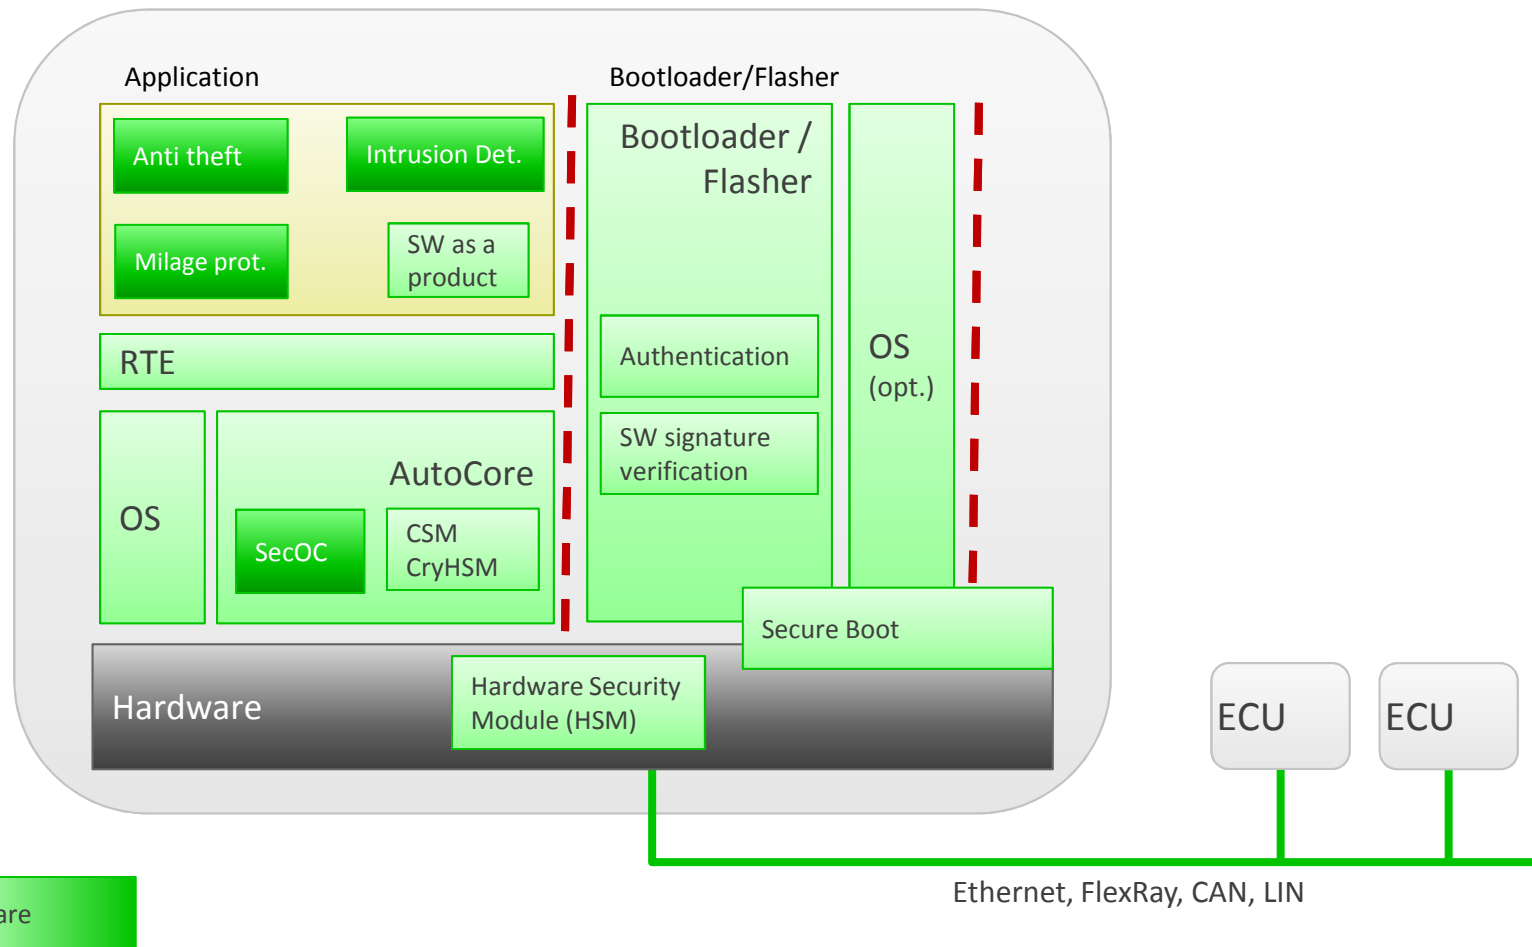 Application
Bootloader/Flasher
Anti theft
Intrusion Det.
Milage prot.
SW as a
product
RTE
OS
AutoCore
SecOC
CSM
CryHSM
Bootloader /
Flasher
Authentication
SW signature
verification
OS
(opt.)
Secure Boot
Hardware
Hardware Security
Module (HSM)
ECU
ECU
Ethernet, FlexRay, CAN, LIN